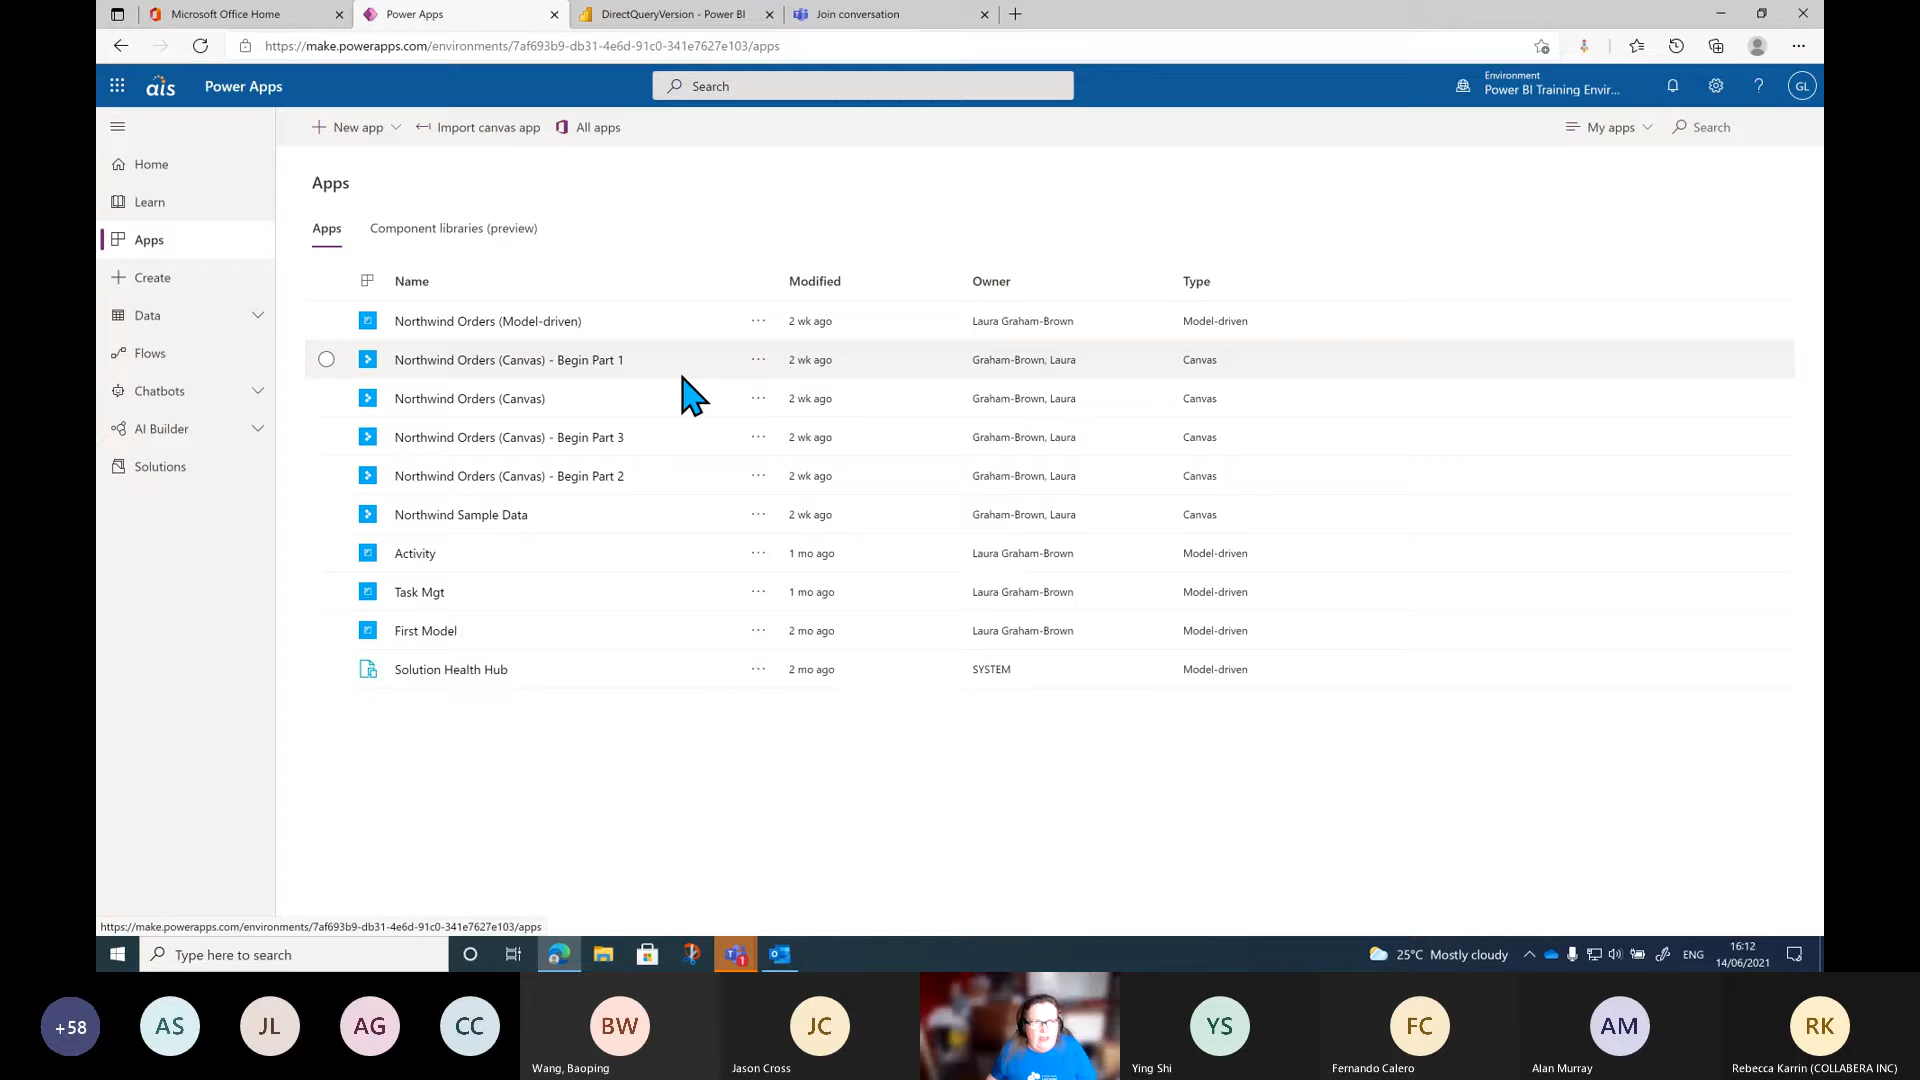 Microsoft Office Home
Power Apps
DirectQueryVersion - Power BI
Join conversation
https://make.powerapps.com/environments/7af693b9-db31-4e6d-91c0-341e7627e103/apps
ais
Power Apps
Search
Environment
Power BI Training Envir...
?
GL
New app
Import canvas app
All apps
My apps
Search
Home
Learn
Apps
Create
Data
Flows
Chatbots
AI Builder
Solutions
Apps
Apps
Component libraries (preview)
Name Modified Owner Type
Northwind Orders (Model-driven) ... 2 wk ago Laura Graham-Brown Model-driven
Northwind Orders (Canvas) - Begin Part 1 ... 2 wk ago Graham-Brown, Laura Canvas
Northwind Orders (Canvas) ... 2 wk ago Graham-Brown, Laura Canvas
Northwind Orders (Canvas) - Begin Part 3 ... 2 wk ago Graham-Brown, Laura Canvas
Northwind Orders (Canvas) - Begin Part 2 ... 2 wk ago Graham-Brown, Laura Canvas
Northwind Sample Data ... 2 wk ago Graham-Brown, Laura Canvas
Activity ... 1 mo ago Laura Graham-Brown Model-driven
Task Mgt ... 1 mo ago Laura Graham-Brown Model-driven
First Model ... 2 mo ago Laura Graham-Brown Model-driven
Solution Health Hub ... 2 mo ago SYSTEM Model-driven
https://make.powerapps.com/environments/7af693b9-db31-4e6d-91c0-341e7627e103/apps
Type here to search
1
25°C Mostly cloudy
ENG
16:12
14/06/2021
+58
AS
JL
AG
CC
BW
Wang, Baoping
JC
Jason Cross
YS
Ying Shi
FC
Fernando Calero
AM
Alan Murray
RK
Rebecca Karrin (COLLABERA INC)